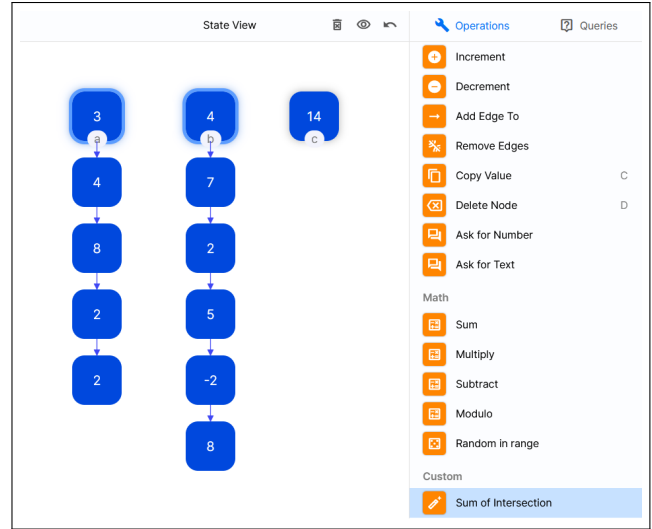 State View
Operations
Queries
3
a
4
b
14
c
4
7
8
2
2
5
2
-2
8
Increment
Decrement
Add Edge To
Remove Edges
Copy Value C
Delete Node D
Ask for Number
Ask for Text
Math
Sum
Multiply
Subtract
Modulo
Random in range
Custom
Sum of Intersection